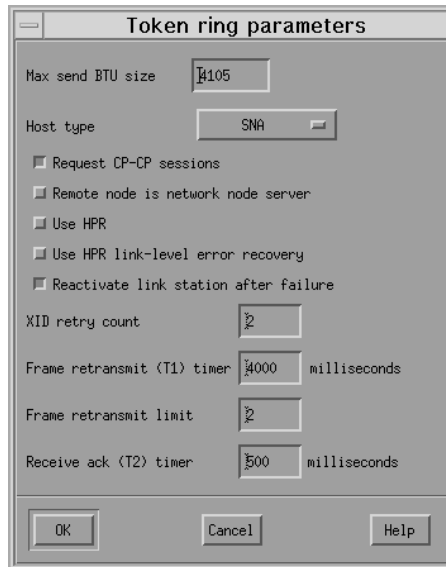 Token ring parameters
Max send BTU size 4105
Host type SNA
Request CP-CP sessions
Remote node is network node server
Use HPR
Use HPR link-level error recovery
Reactivate link station after failure
XID retry count 2
Frame retransmit (T1) timer 4000 milliseconds
Frame retransmit limit 2
Receive ack (T2) timer 500 milliseconds
OK Cancel Help